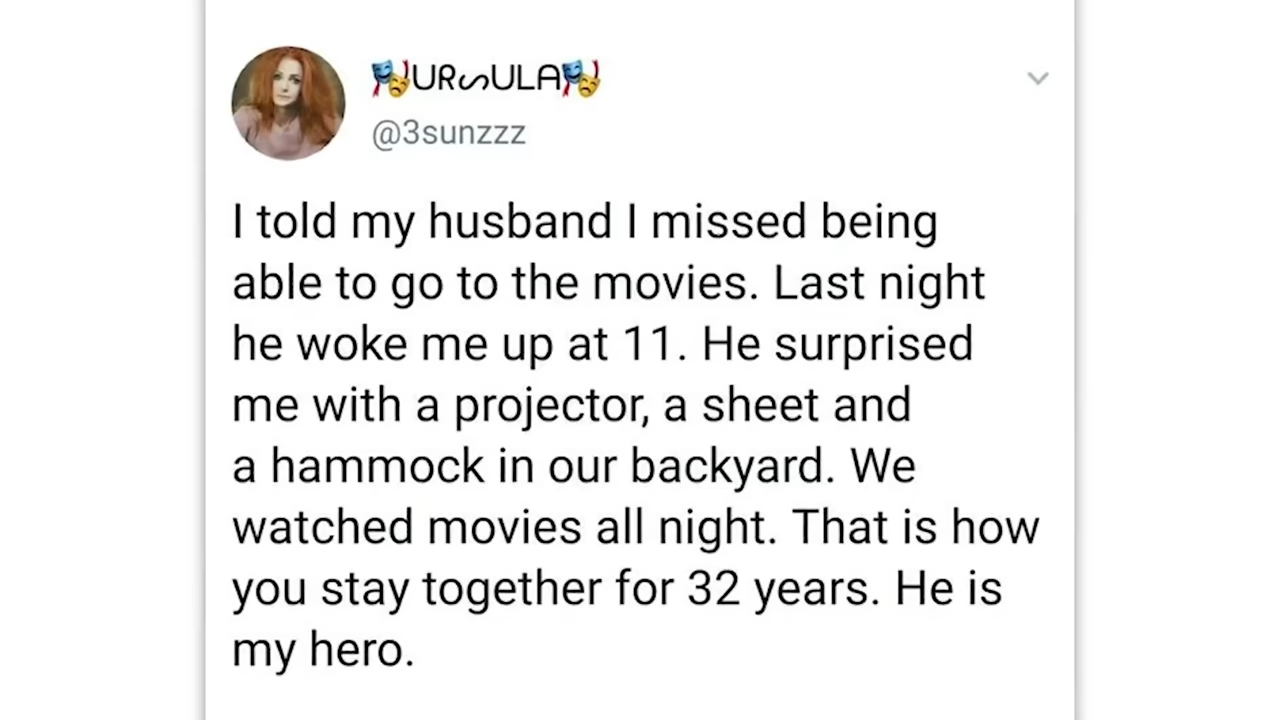 🎭URᔕULA🎭
@3sunzzz
I told my husband I missed being
able to go to the movies. Last night
he woke me up at 11. He surprised
me with a projector, a sheet and
a hammock in our backyard. We
watched movies all night. That is how
you stay together for 32 years. He is
my hero.